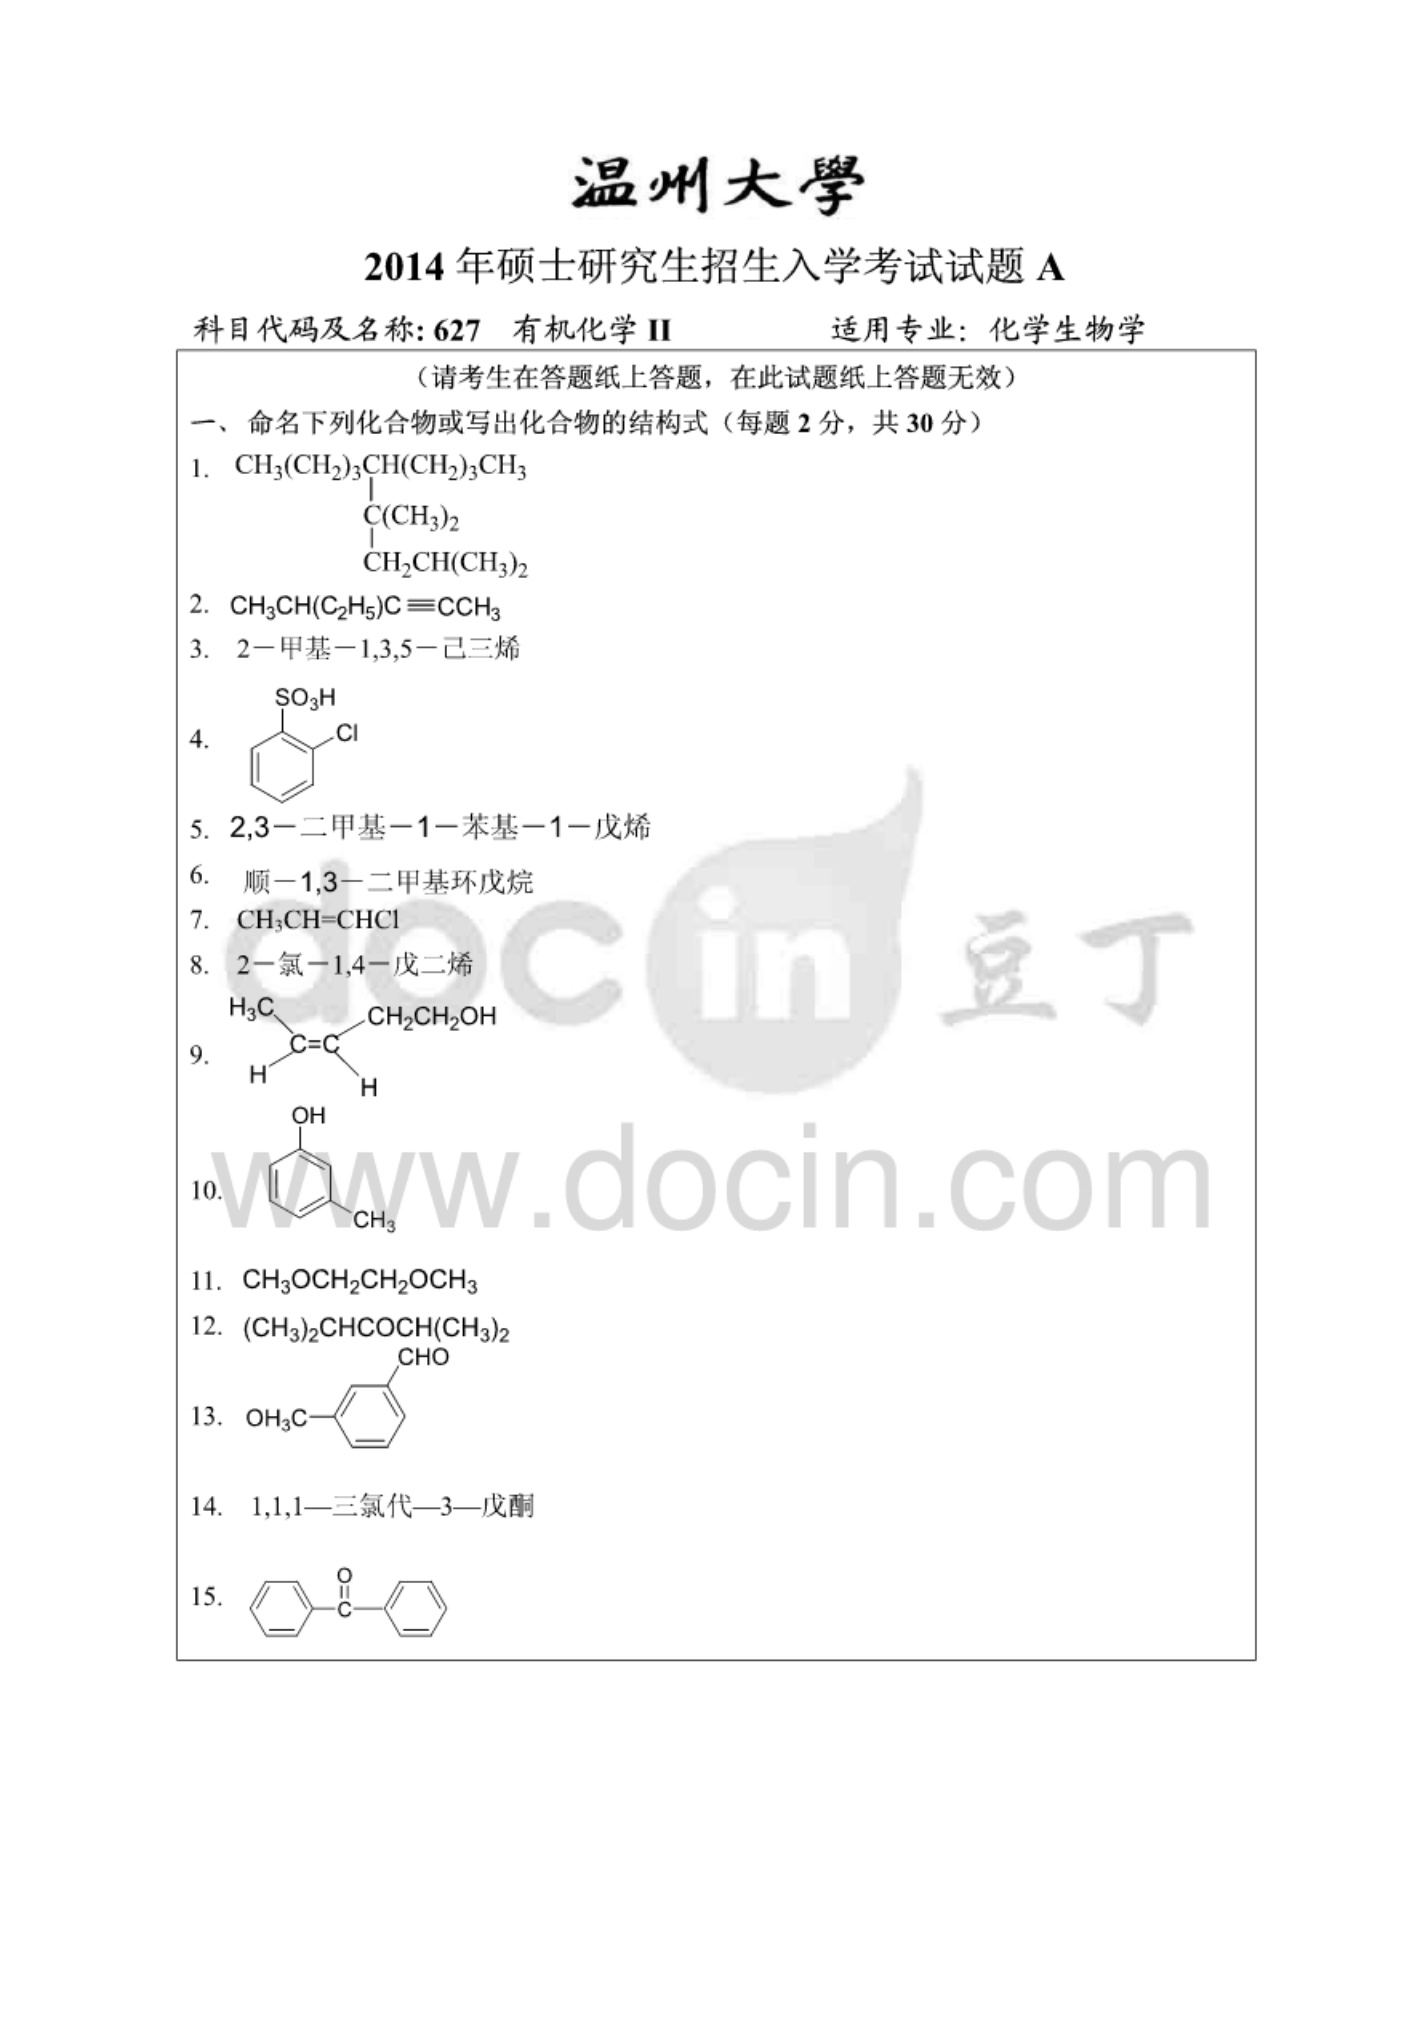 温州大學
2014 年硕士研究生招生入学考试试题 A
科目代码及名称: 627 有机化学 II 适用专业: 化学生物学
（请考生在答题纸上答题，在此试题纸上答题无效）
一、 命名下列化合物或写出化合物的结构式（每题 2 分，共 30 分）
1. CH3(CH2)3CH(CH2)3CH3
C(CH3)2
CH2CH(CH3)2
2. CH3CH(C2H5)C≡CCH3
3. 2－甲基－1,3,5－己三烯
SO3H
Cl
4.
5. 2,3－二甲基－1－苯基－1－戊烯
6. 顺－1,3－二甲基环戊烷
7. CH3CH=CHCl
8. 2－氯－1,4－戊二烯
H3C CH2CH2OH
9. C=C
H H
OH
10.
CH3
11. CH3OCH2CH2OCH3
12. (CH3)2CHCOCH(CH3)2
CHO
13. OH3C
14. 1,1,1—三氯代—3—戊酮
O
15. C
docin 豆丁
www.docin.com